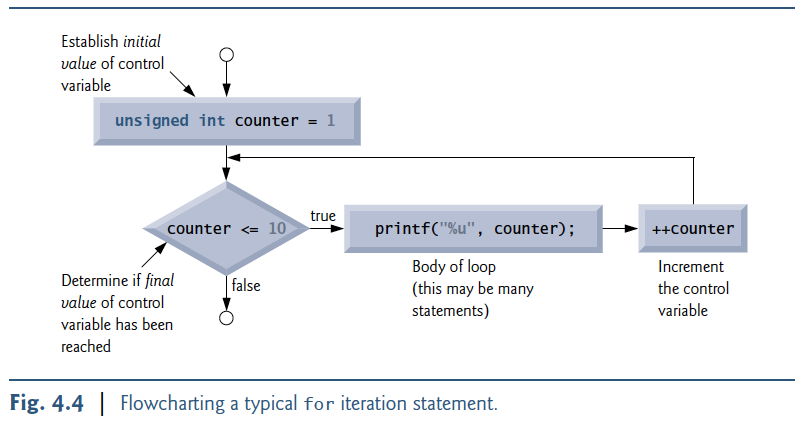 Establish initial
value of control
variable
unsigned int counter = 1
counter <= 10
true
printf("%u", counter);
++counter
Body of loop
(this may be many
statements)
Increment
the control
variable
false
Determine if final
value of control
variable has been
reached
Fig. 4.4 | Flowcharting a typical for iteration statement.